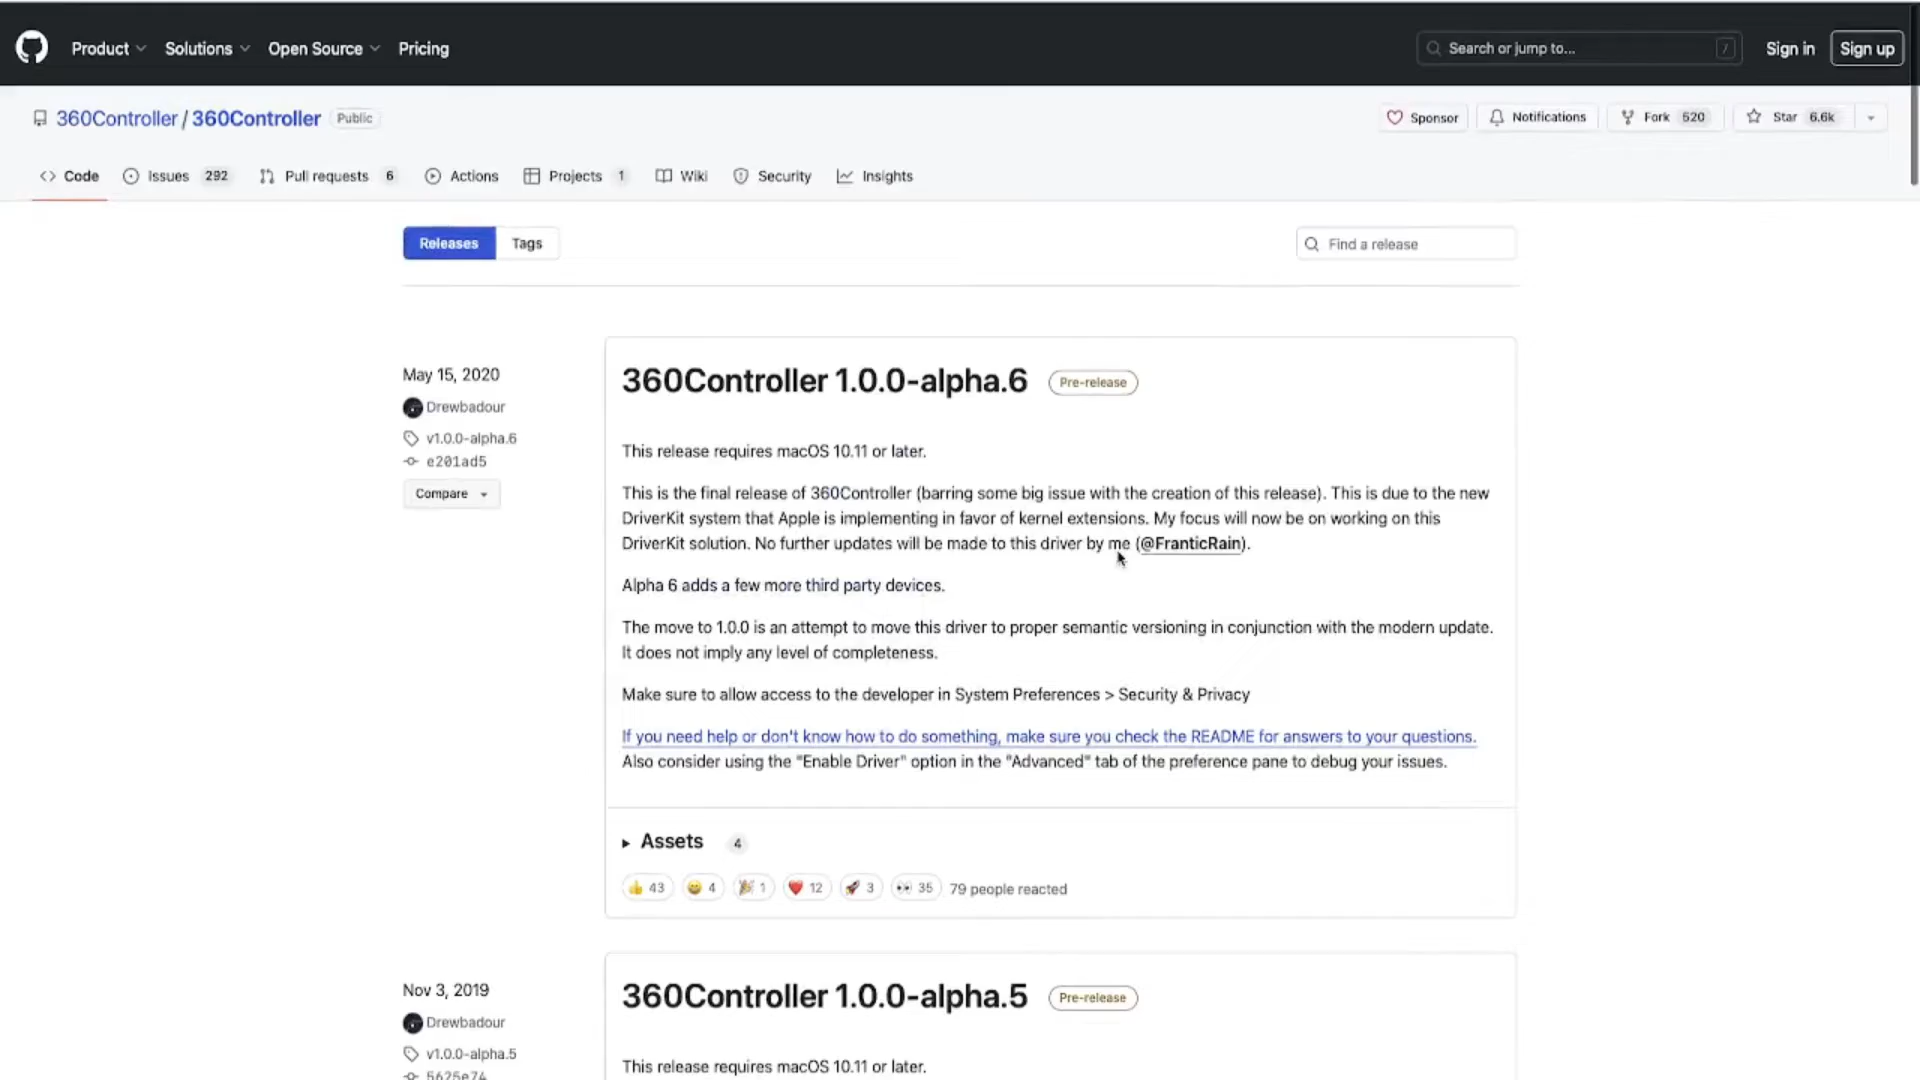 Product Solutions Open Source Pricing Search or jump to... / Sign in Sign up
360Controller / 360Controller Public Sponsor Notifications Fork 520 Star 6.6k
Code Issues 292 Pull requests 6 Actions Projects 1 Wiki Security Insights
Releases Tags Find a release
May 15, 2020
Drewbadour
v1.0.0-alpha.6
e201ad5
Compare
360Controller 1.0.0-alpha.6 Pre-release
This release requires macOS 10.11 or later.
This is the final release of 360Controller (barring some big issue with the creation of this release). This is due to the new
DriverKit system that Apple is implementing in favor of kernel extensions. My focus will now be on working on this
DriverKit solution. No further updates will be made to this driver by me (@FranticRain).
Alpha 6 adds a few more third party devices.
The move to 1.0.0 is an attempt to move this driver to proper semantic versioning in conjunction with the modern update.
It does not imply any level of completeness.
Make sure to allow access to the developer in System Preferences > Security & Privacy
If you need help or don't know how to do something, make sure you check the README for answers to your questions.
Also consider using the "Enable Driver" option in the "Advanced" tab of the preference pane to debug your issues.
Assets 4
👍 43 😄 4 🎉 1 ❤️ 12 🚀 3 👀 35 79 people reacted
Nov 3, 2019
Drewbadour
v1.0.0-alpha.5
5625e74
360Controller 1.0.0-alpha.5 Pre-release
This release requires macOS 10.11 or later.